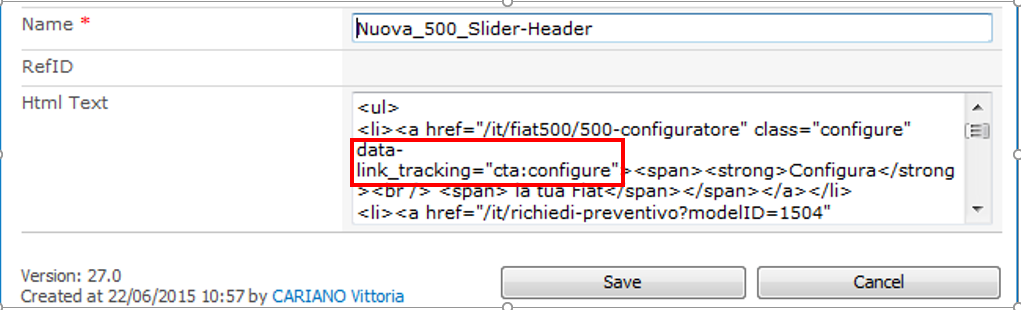 Name *
Nuova_500_Slider-Header
RefID
Html Text
<ul>
<li><a href="/it/fiat500/500-configuratore" class="configure"
data-
link_tracking="cta:configure"><span><strong>Configura</strong
><br /> <span> la tua Fiat</span></span></a></li>
<li><a href="/it/richiedi-preventivo?modelID=1504"
Version: 27.0
Created at 22/06/2015 10:57 by CARIANO Vittoria
Save
Cancel